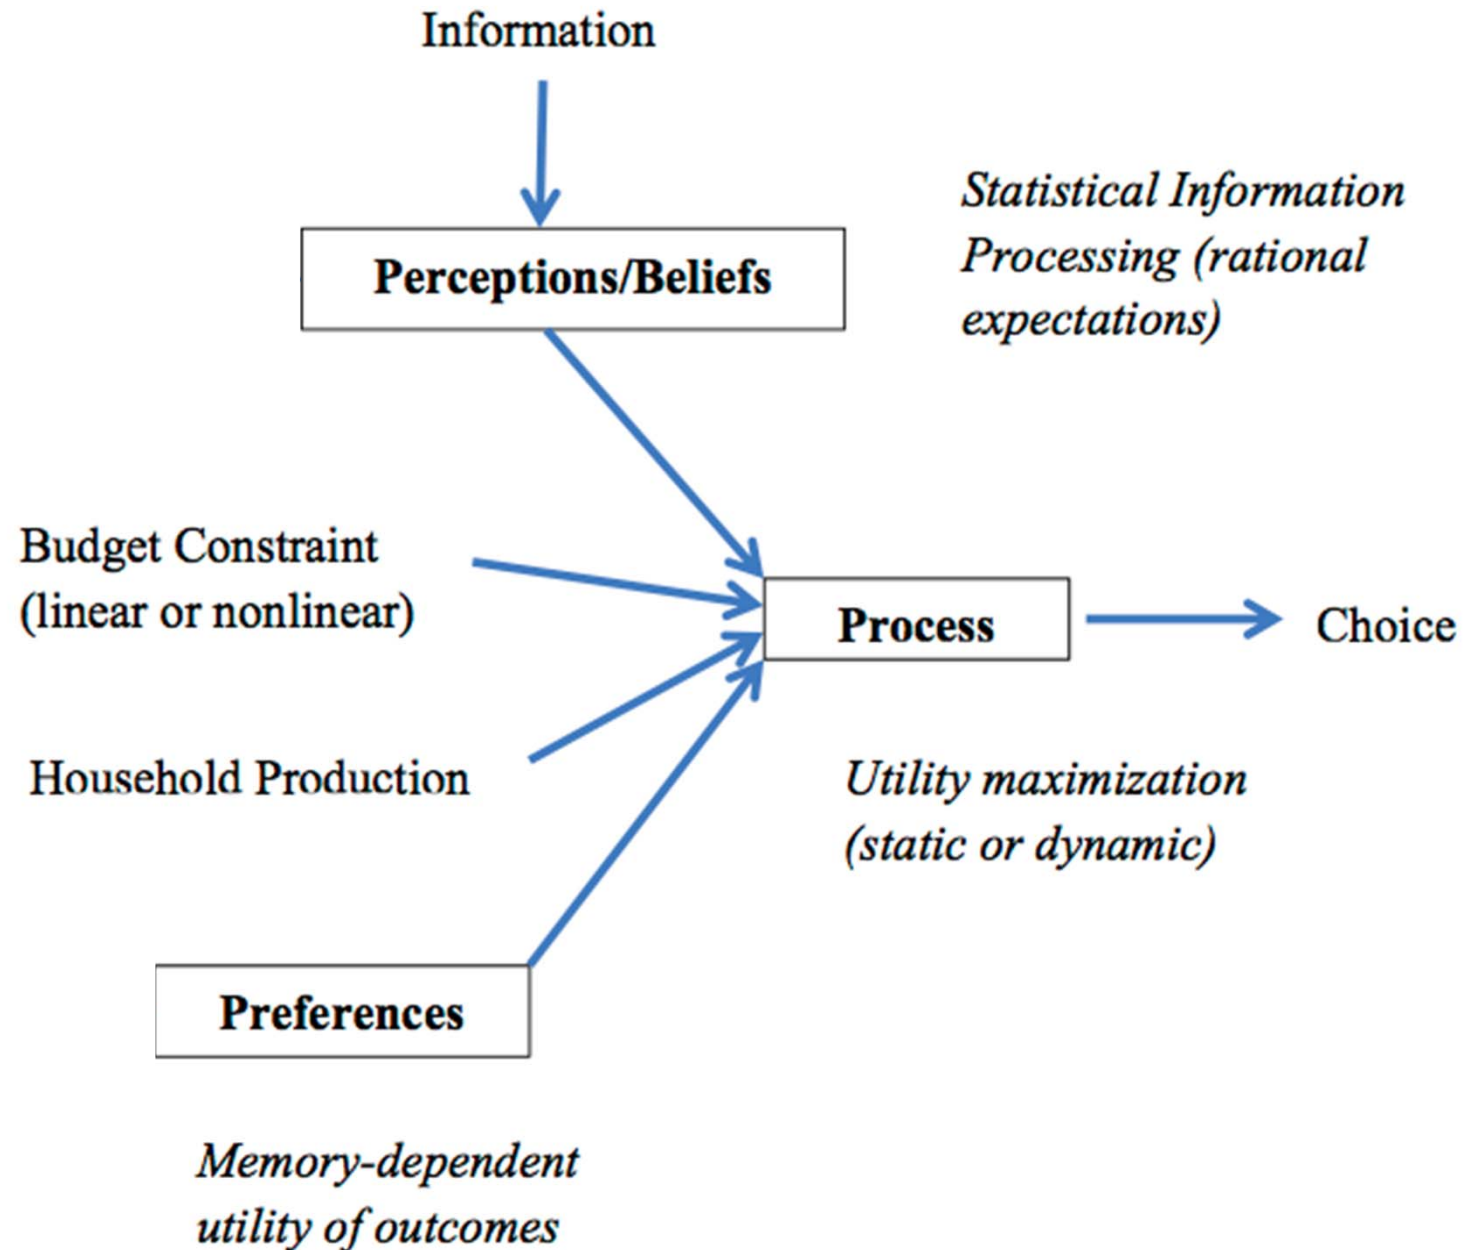 Information
Perceptions/Beliefs
Statistical Information
Processing (rational
expectations)
Budget Constraint
(linear or nonlinear)
Process
Choice
Household Production
Utility maximization
(static or dynamic)
Preferences
Memory-dependent
utility of outcomes